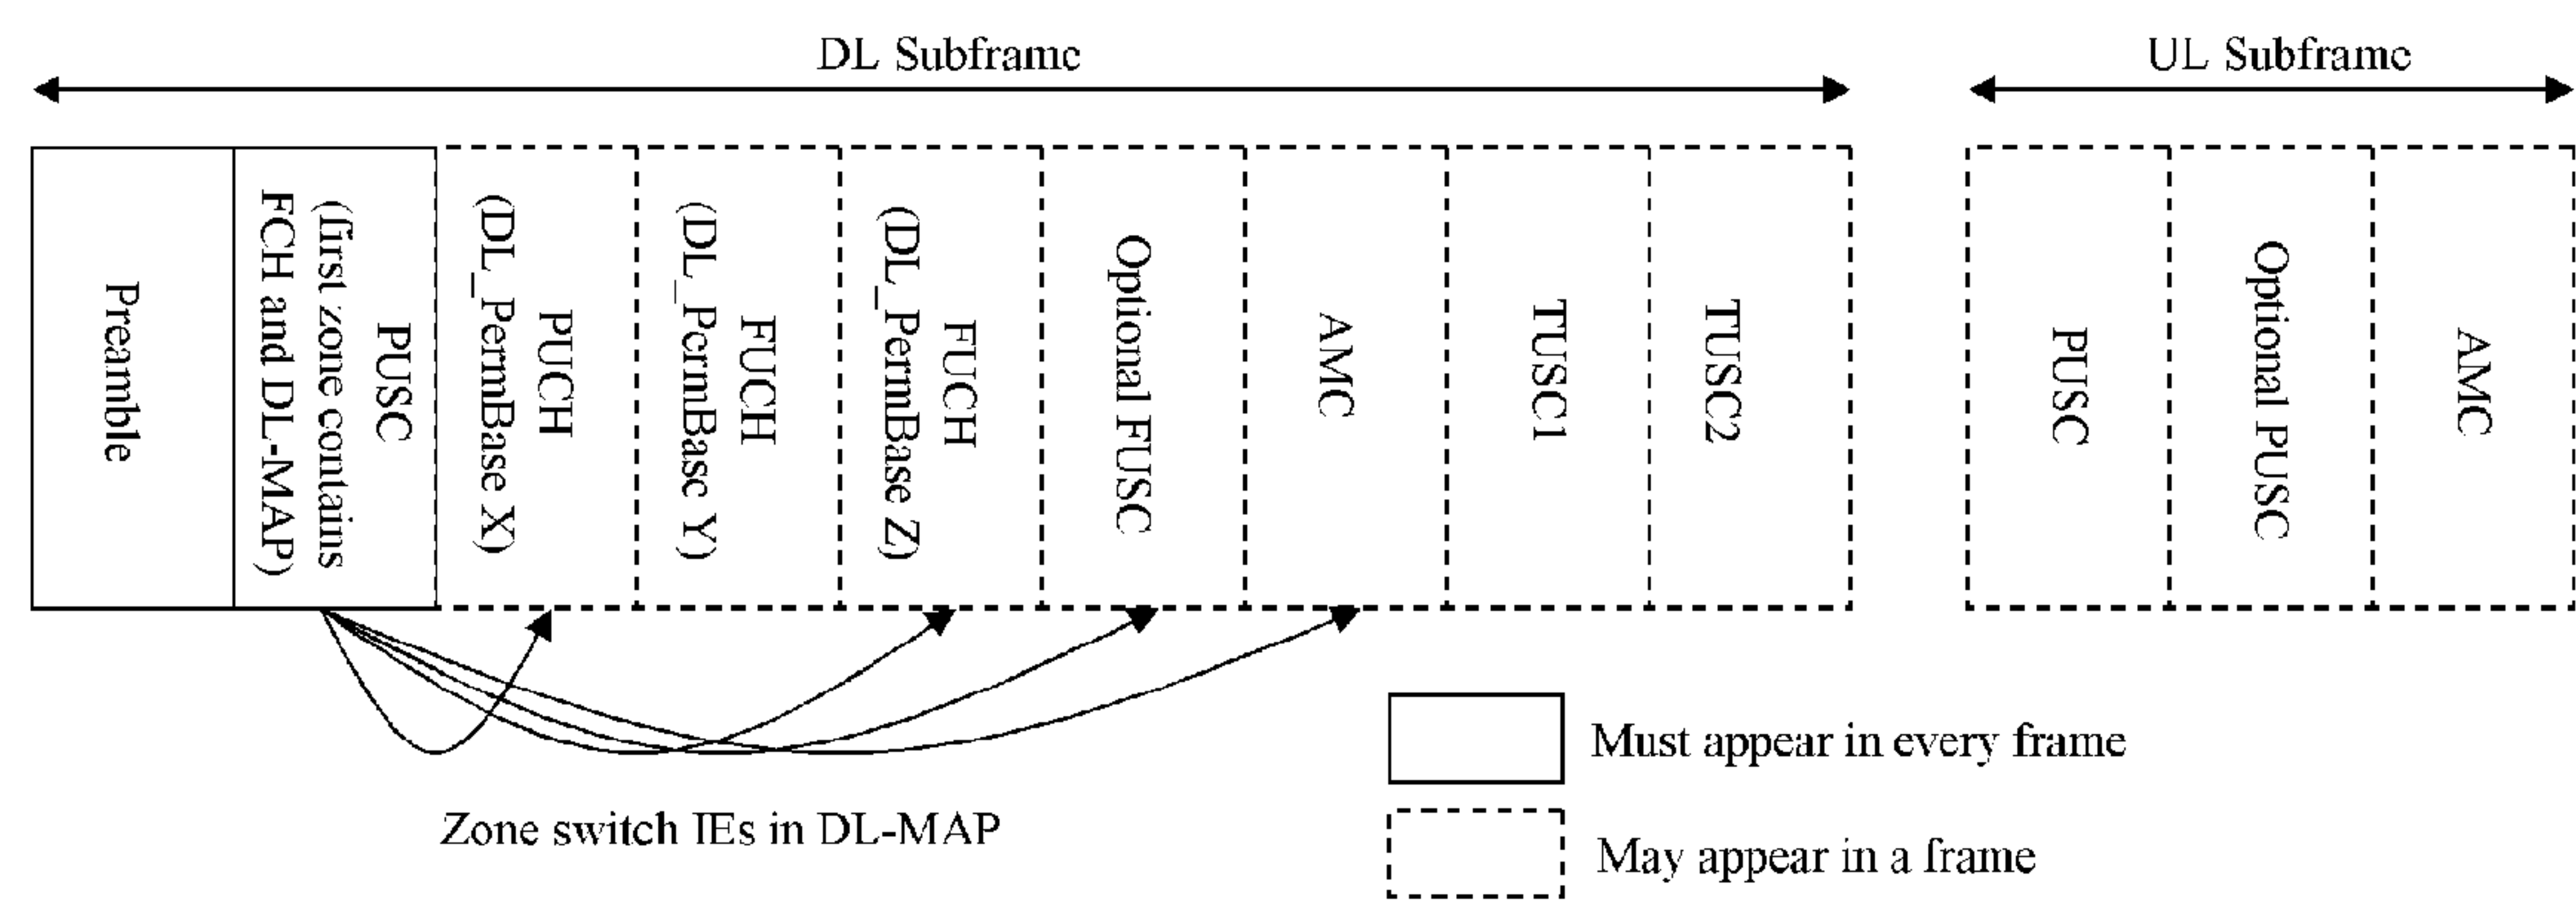 DL Subframe
UL Subframe
Preamble
PUSC
(first zone contains
FCH and DL-MAP)
PUCH
(DL_PermBase X)
FUCH
(DL_PermBase Y)
FUCH
(DL_PermBase Z)
Optional FUSC
AMC
TUSC1
TUSC2
PUSC
Optional PUSC
AMC
Zone switch IEs in DL-MAP
Must appear in every frame
May appear in a frame